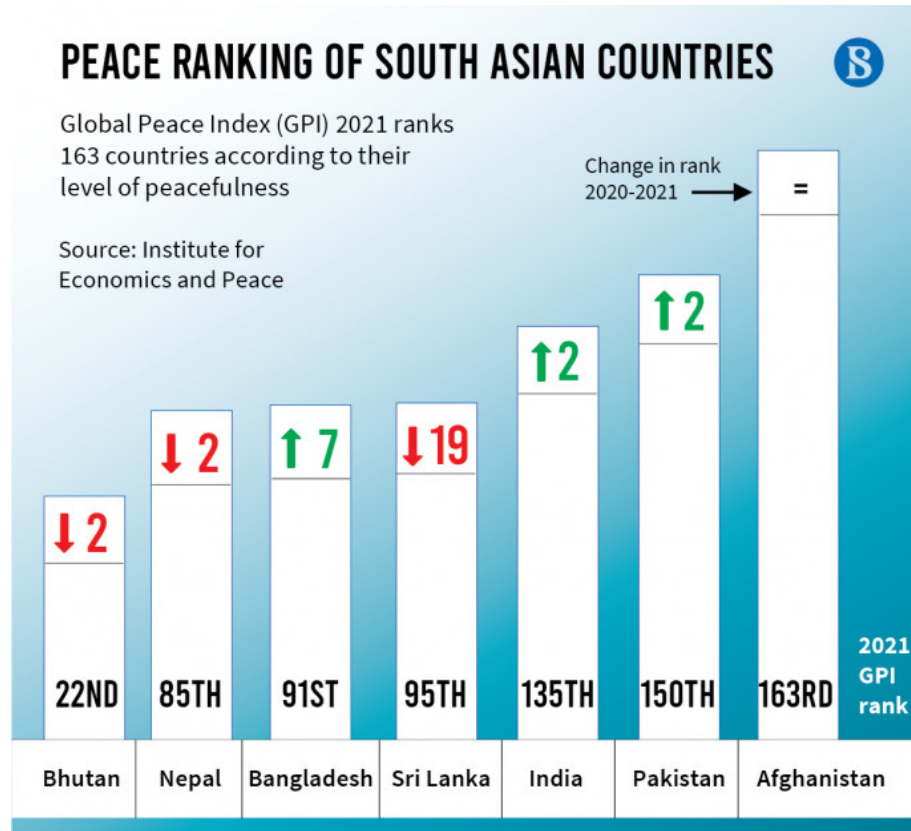 PEACE RANKING OF SOUTH ASIAN COUNTRIES
B
Global Peace Index (GPI) 2021 ranks
163 countries according to their
level of peacefulness
Source: Institute for
Economics and Peace
Change in rank
2020-2021
=
↑2
↑2
↓2
↑7
↓19
↓2
22ND 85TH 91ST 95TH 135TH 150TH 163RD
2021
GPI
rank
Bhutan Nepal Bangladesh Sri Lanka India Pakistan Afghanistan